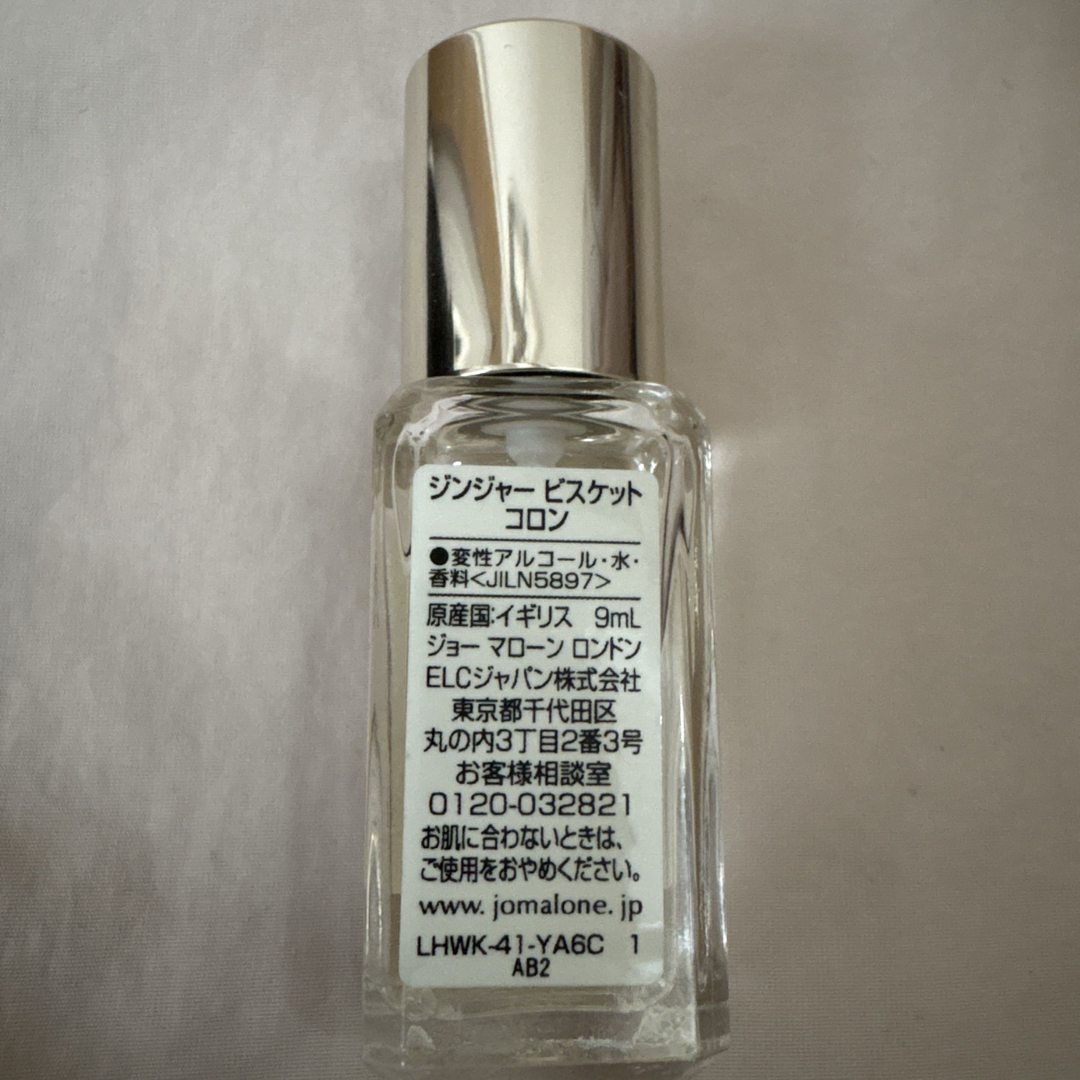 ジンジャー ビスケット
コロン
●変性アルコール・水・
香料<JILN5897>
原産国:イギリス 9mL
ジョー マローン ロンドン
ELCジャパン株式会社
東京都千代田区
丸の内3丁目2番3号
お客様相談室
0120-032821
お肌に合わないときは、
ご使用をおやめください。
www. jomalone. jp
LHWK-41-YA6C 1
AB2